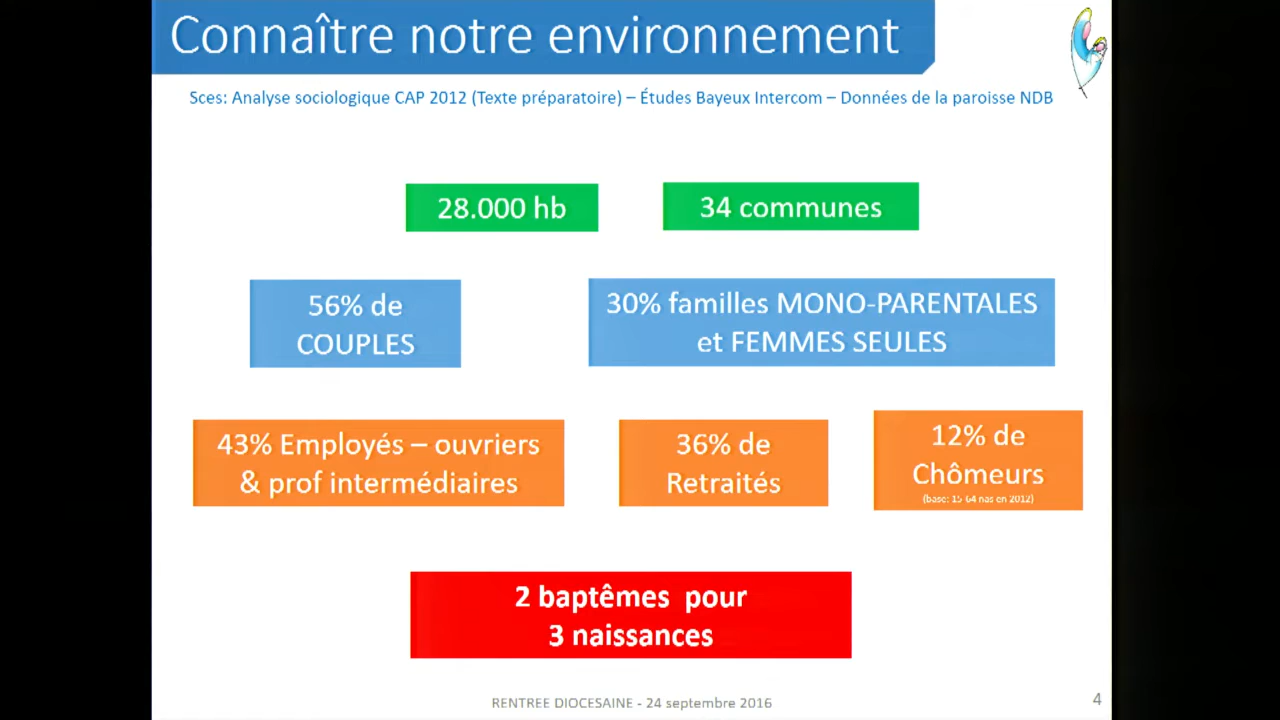 Connaître notre environnement
Sces: Analyse sociologique CAP 2012 (Texte préparatoire) – Études Bayeux Intercom – Données de la paroisse NDB
28.000 hb
34 communes
56% de
COUPLES
30% familles MONO-PARENTALES
et FEMMES SEULES
43% Employés – ouvriers
& prof intermédiaires
36% de
Retraités
12% de
Chômeurs
(base: 15-64 nas en 2012)
2 baptêmes pour
3 naissances
RENTREE DIOCESAINE - 24 septembre 2016
4